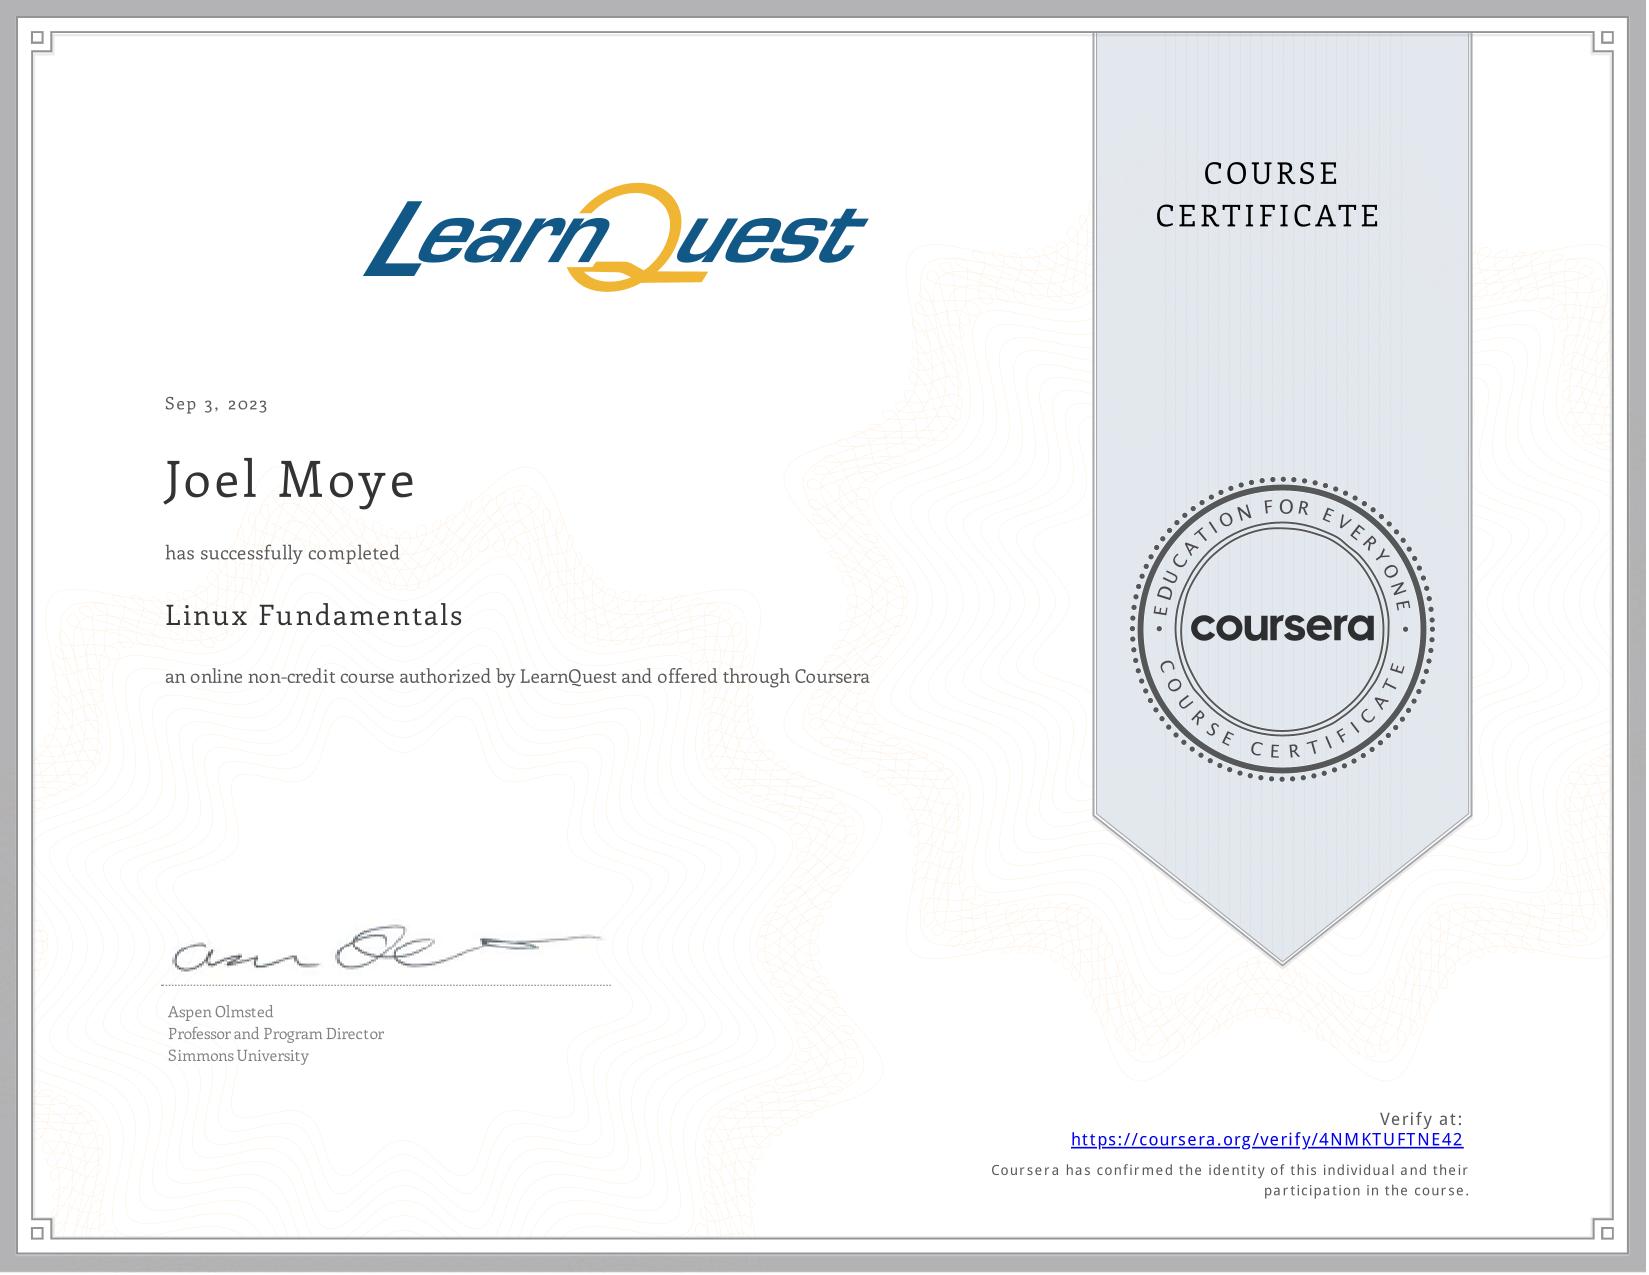 LearnQuest
COURSE
CERTIFICATE
Sep 3, 2023
Joel Moye
has successfully completed
Linux Fundamentals
an online non-credit course authorized by LearnQuest and offered through Coursera
EDUCATION FOR EVERYONE
coursera
COURSE CERTIFICATE
Aspen Olmsted
Professor and Program Director
Simmons University
Verify at:
https://coursera.org/verify/4NMKTUFTNE42
Coursera has confirmed the identity of this individual and their
participation in the course.